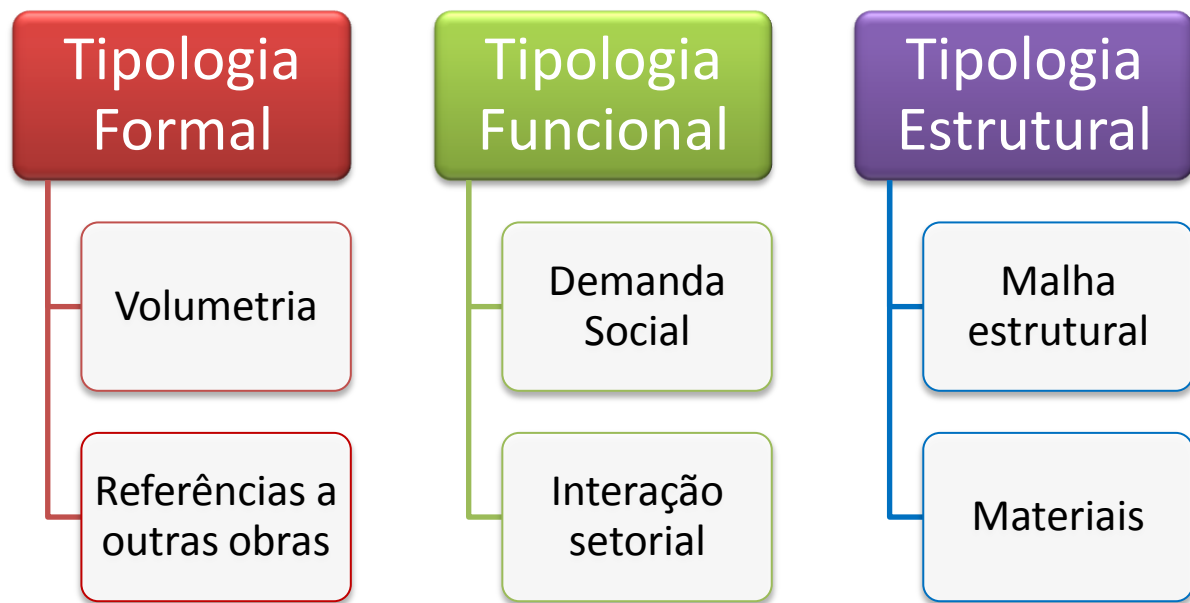 Tipologia
Formal
Volumetria
Referências a
outras obras
Tipologia
Funcional
Demanda
Social
Interação
setorial
Tipologia
Estrutural
Malha
estrutural
Materiais